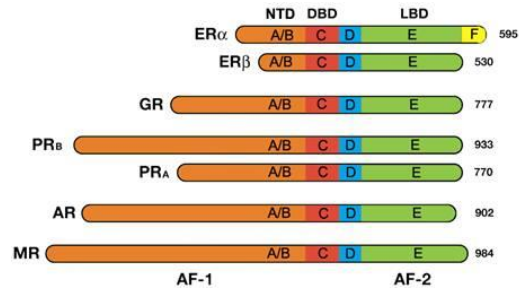 NTD DBD LBD
ERα A/B C D E F 595
ERβ A/B C D E 530
GR A/B C D E 777
PRB A/B C D E 933
PRA A/B C D E 770
AR A/B C D E 902
MR A/B C D E 984
AF-1 AF-2